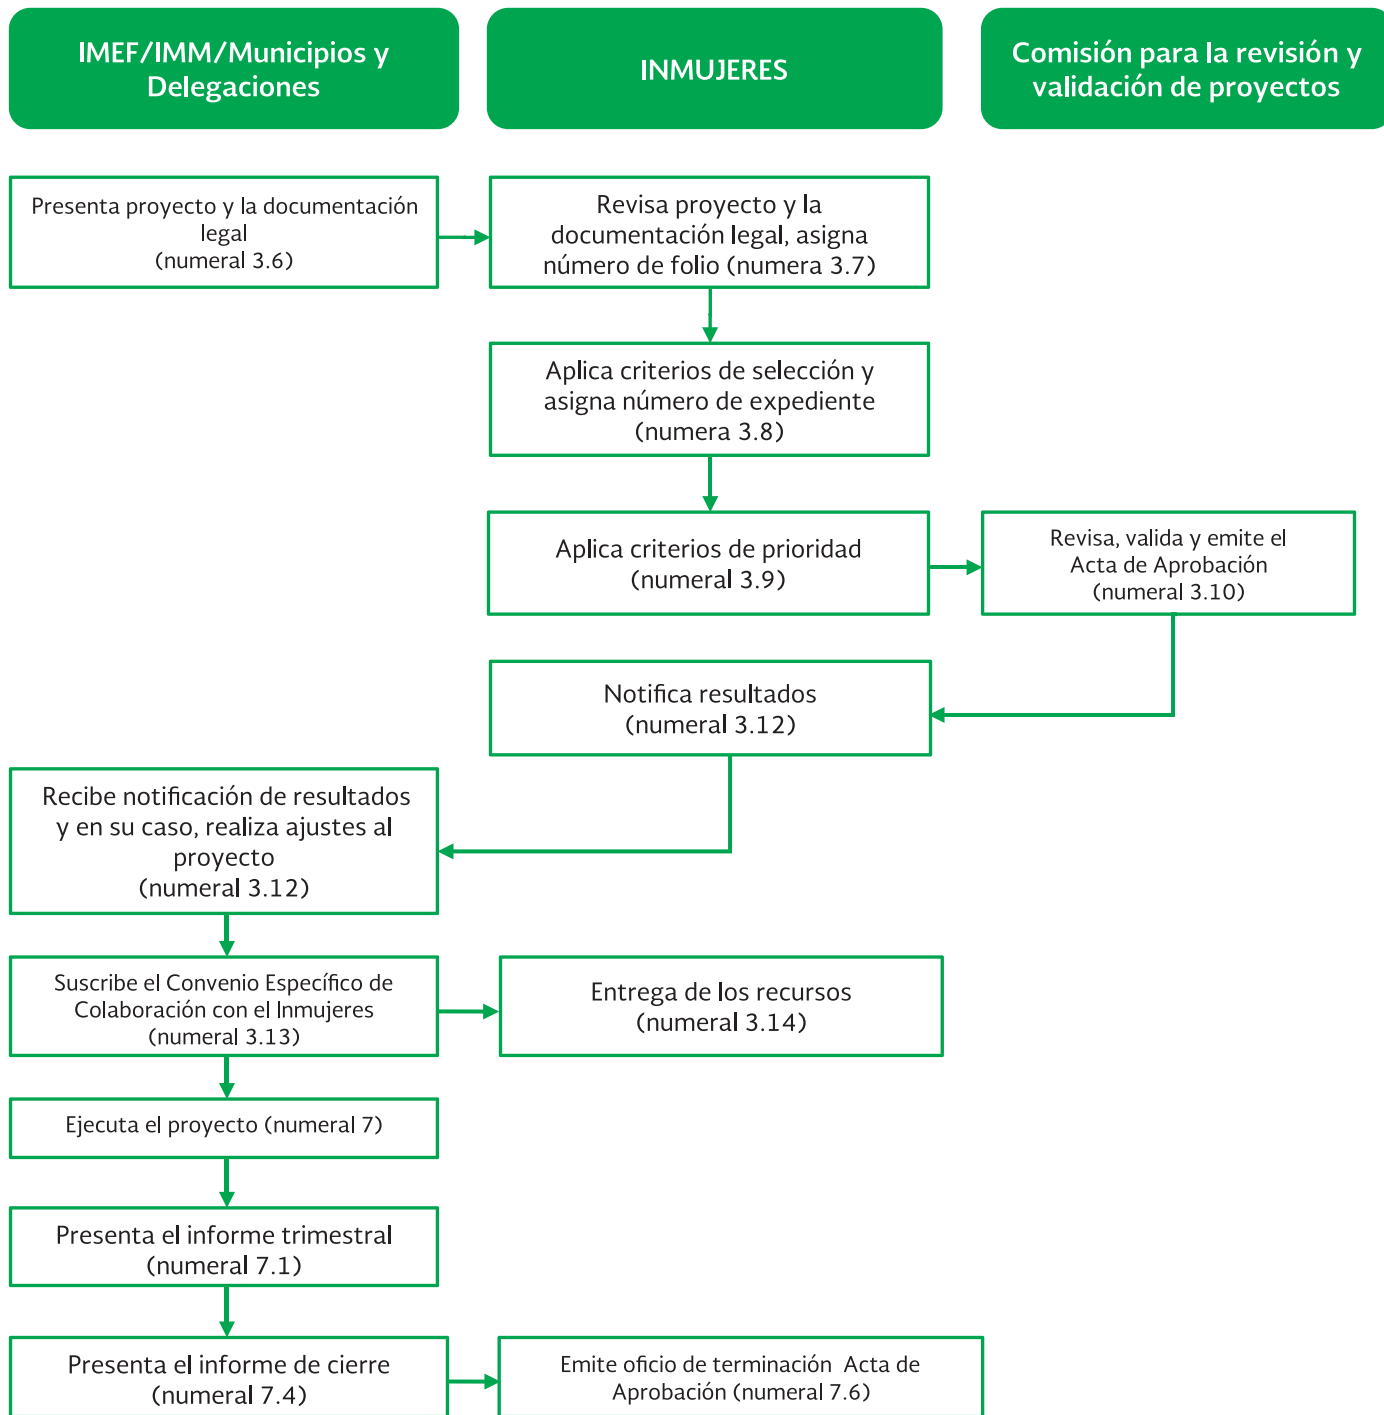 IMEF/IMM/Municipios y
Delegaciones
INMUJERES
Comisión para la revisión y
validación de proyectos
Presenta proyecto y la documentación
legal
(numeral 3.6)
Revisa proyecto y la
documentación legal, asigna
número de folio (numera 3.7)
Aplica criterios de selección y
asigna número de expediente
(numera 3.8)
Aplica criterios de prioridad
(numeral 3.9)
Revisa, valida y emite el
Acta de Aprobación
(numeral 3.10)
Notifica resultados
(numeral 3.12)
Recibe notificación de resultados
y en su caso, realiza ajustes al
proyecto
(numeral 3.12)
Suscribe el Convenio Específico de
Colaboración con el Inmujeres
(numeral 3.13)
Entrega de los recursos
(numeral 3.14)
Ejecuta el proyecto (numeral 7)
Presenta el informe trimestral
(numeral 7.1)
Presenta el informe de cierre
(numeral 7.4)
Emite oficio de terminación  Acta de
Aprobación (numeral 7.6)